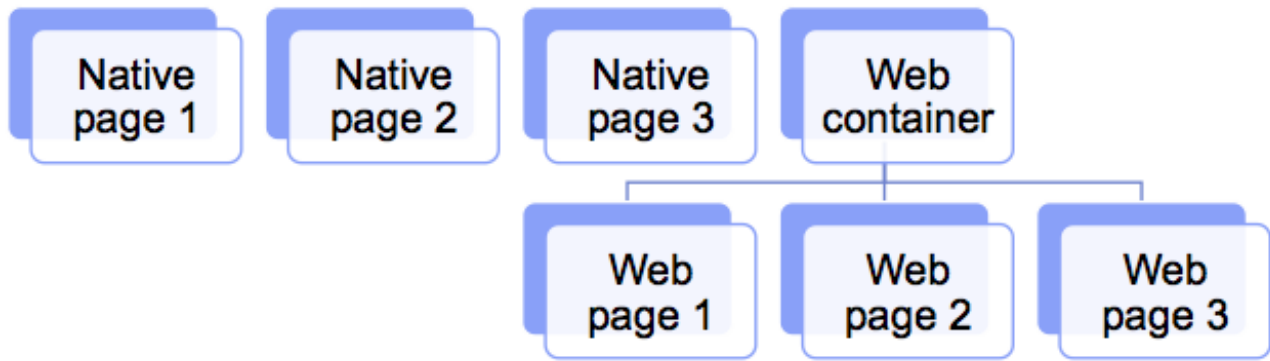 Native
page 1
Native
page 2
Native
page 3
Web
container
Web
page 1
Web
page 2
Web
page 3